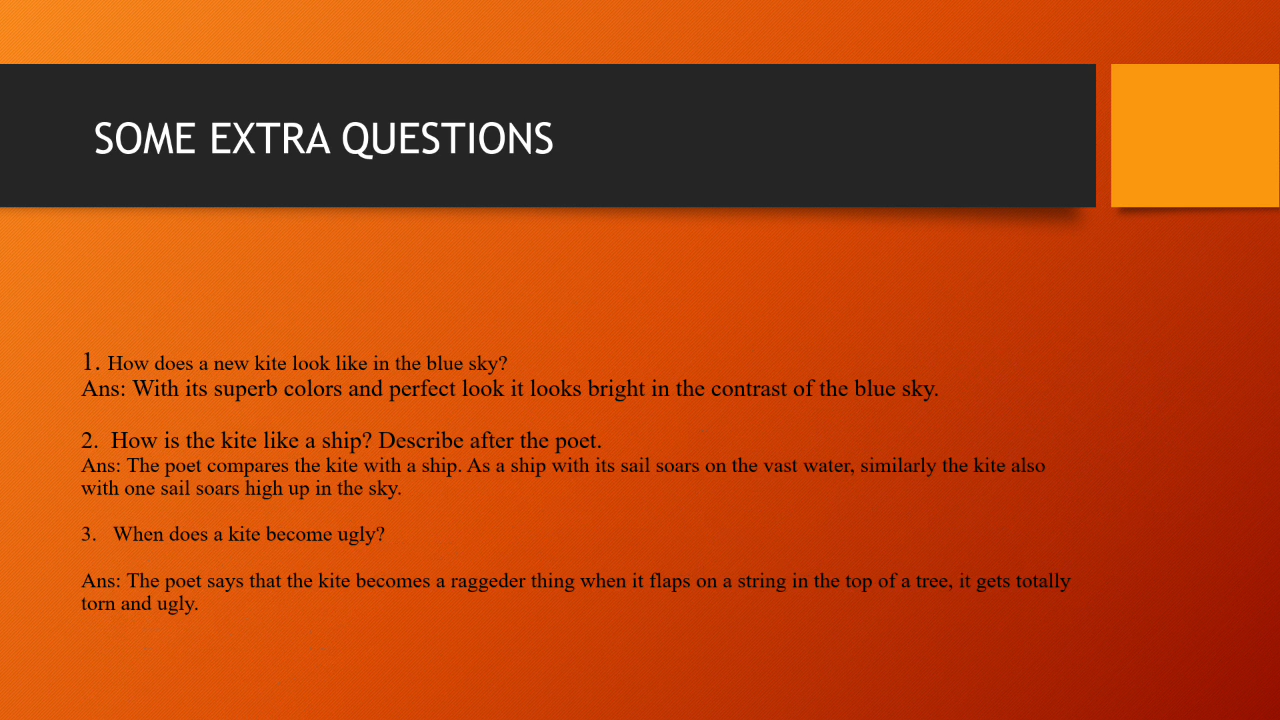 SOME EXTRA QUESTIONS
1. How does a new kite look like in the blue sky?
Ans: With its superb colors and perfect look it looks bright in the contrast of the blue sky.
2. How is the kite like a ship? Describe after the poet.
Ans: The poet compares the kite with a ship. As a ship with its sail soars on the vast water, similarly the kite also
with one sail soars high up in the sky.
3. When does a kite become ugly?
Ans: The poet says that the kite becomes a raggeder thing when it flaps on a string in the top of a tree, it gets totally
torn and ugly.